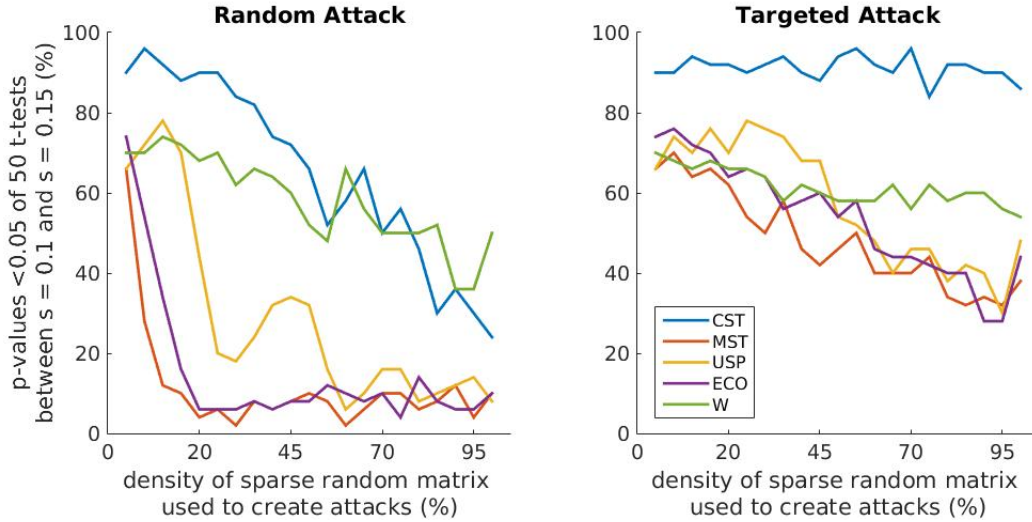 Random Attack
p-values <0.05 of 50 t-tests
between s = 0.1 and s = 0.15 (%)
100
80
60
40
20
0
0 20 45 70 95
density of sparse random matrix
used to create attacks (%)
Targeted Attack
100
80
60
40
20
0
CST
MST
USP
ECO
W
0 20 45 70 95
density of sparse random matrix
used to create attacks (%)